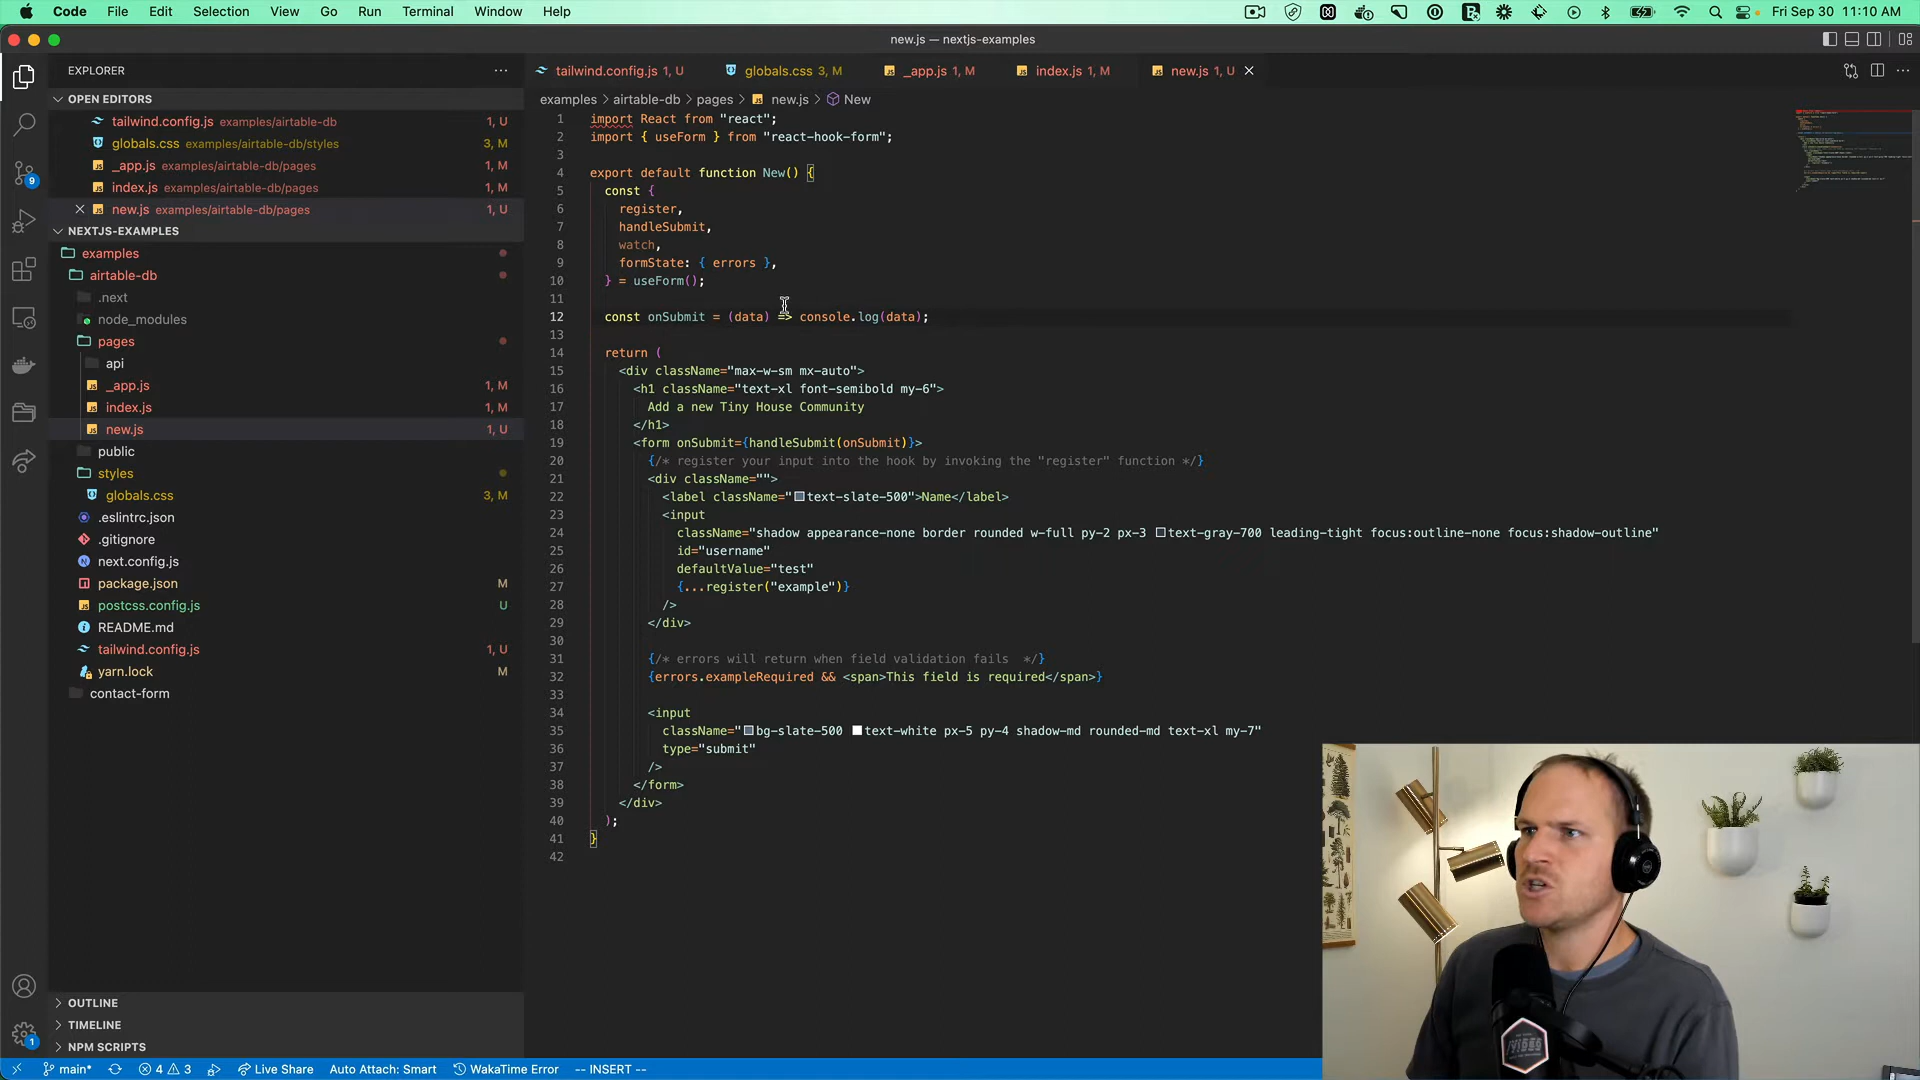 Code File Edit Selection View Go Run Terminal Window Help
Fri Sep 30 11:10 AM
new.js — nextjs-examples
EXPLORER
OPEN EDITORS
tailwind.config.js examples/airtable-db 1, U
globals.css examples/airtable-db/styles 3, M
_app.js examples/airtable-db/pages 1, M
index.js examples/airtable-db/pages 1, M
new.js examples/airtable-db/pages 1, U
NEXTJS-EXAMPLES
examples
airtable-db
.next
node_modules
pages
api
_app.js 1, M
index.js 1, M
new.js 1, U
public
styles
globals.css 3, M
.eslintrc.json
.gitignore
next.config.js
package.json M
postcss.config.js U
README.md
tailwind.config.js 1, U
yarn.lock M
contact-form
OUTLINE
TIMELINE
NPM SCRIPTS
9
1
tailwind.config.js 1, U globals.css 3, M _app.js 1, M index.js 1, M new.js 1, U
examples > airtable-db > pages > new.js > New
1 import React from "react";
2 import { useForm } from "react-hook-form";
3
4 export default function New() {
5 const {
6 register,
7 handleSubmit,
8 watch,
9 formState: { errors },
10 } = useForm();
11
12 const onSubmit = (data) => console.log(data);
13
14 return (
15 <div className="max-w-sm mx-auto">
16 <h1 className="text-xl font-semibold my-6">
17 Add a new Tiny House Community
18 </h1>
19 <form onSubmit={handleSubmit(onSubmit)}>
20 {/* register your input into the hook by invoking the "register" function */}
21 <div className="">
22 <label className="text-slate-500">Name</label>
23 <input
24 className="shadow appearance-none border rounded w-full py-2 px-3 text-gray-700 leading-tight focus:outline-none focus:shadow-outline"
25 id="username"
26 defaultValue="test"
27 {...register("example")}
28 />
29 </div>
30
31 {/* errors will return when field validation fails  */}
32 {errors.exampleRequired && <span>This field is required</span>}
33
34 <input
35 className="bg-slate-500 text-white px-5 py-4 shadow-md rounded-md text-xl my-7"
36 type="submit"
37 />
38 </form>
39 </div>
40 );
41 }
42
main* 4 3 Live Share Auto Attach: Smart WakaTime Error -- INSERT --